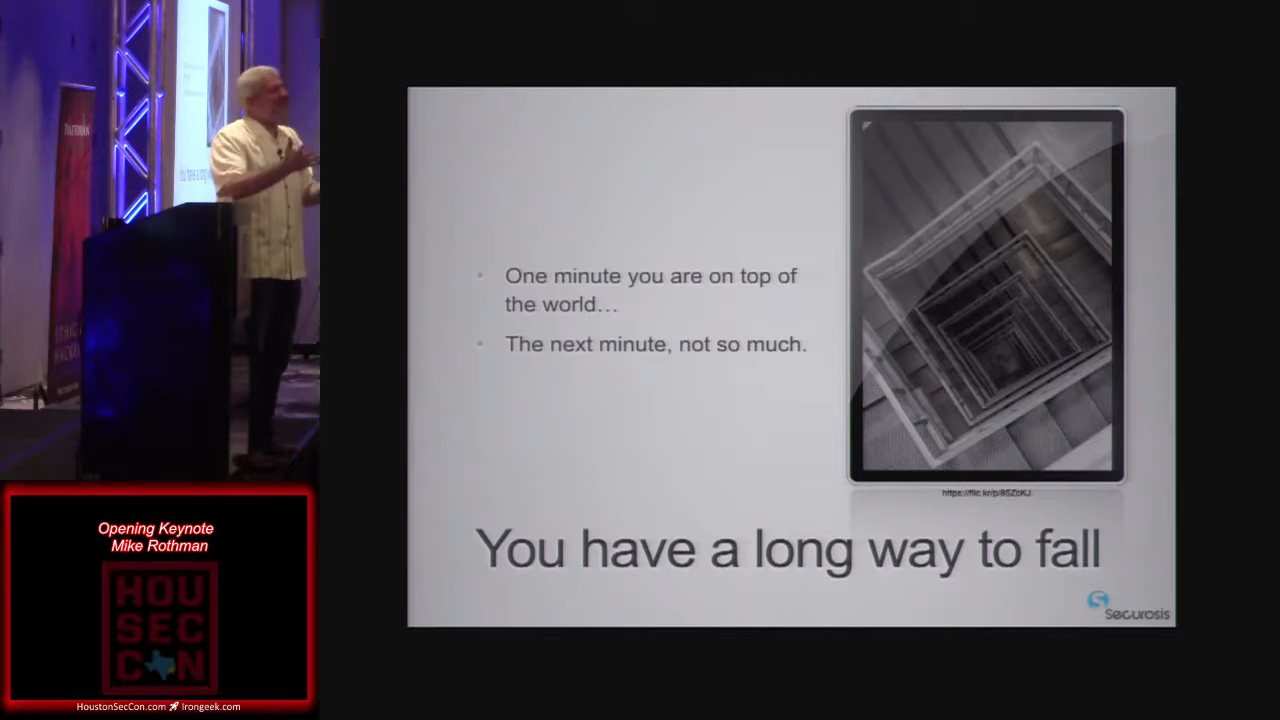 One minute you are on top of
the world…
The next minute, not so much.
You have a long way to fall
Securosis
Opening Keynote
Mike Rothman
HOU
SEC
CON
HoustonSecCon.com Irongeek.com